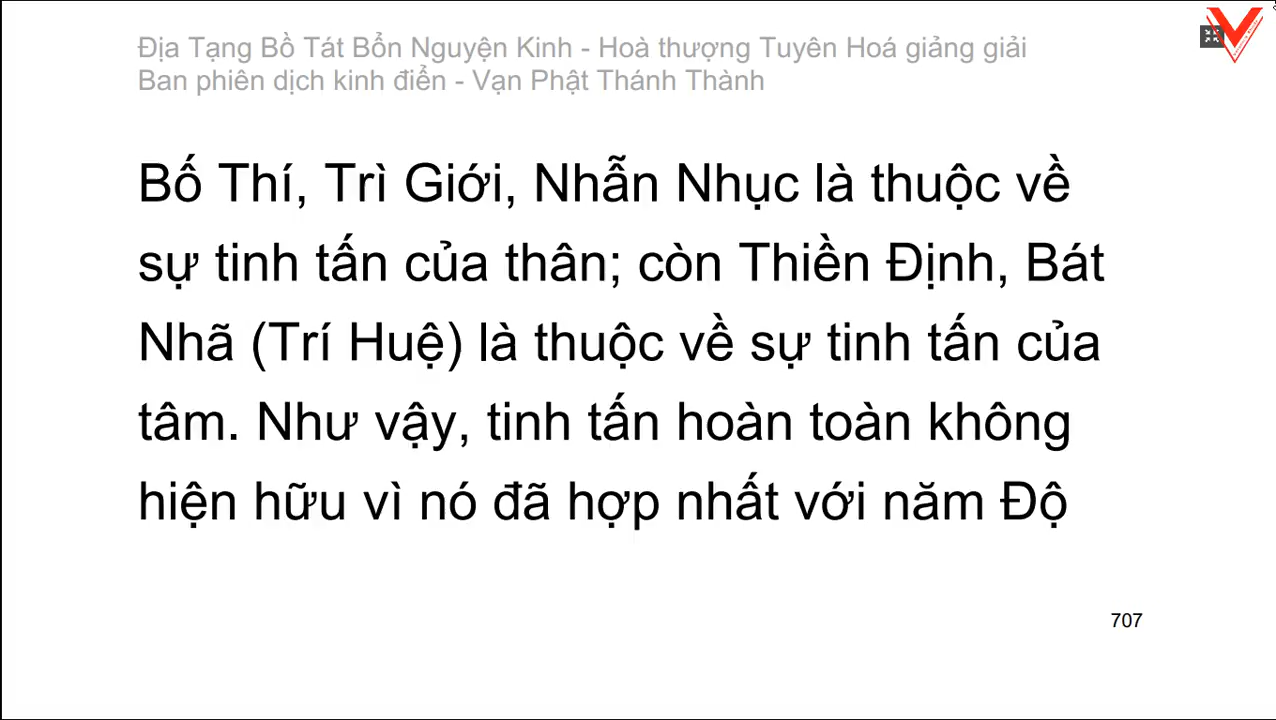 Địa Tạng Bồ Tát Bổn Nguyện Kinh - Hoà thượng Tuyên Hoá giảng giải
Ban phiên dịch kinh điển - Vạn Phật Thánh Thành
Bố Thí, Trì Giới, Nhẫn Nhục là thuộc về
sự tinh tấn của thân; còn Thiền Định, Bát
Nhã (Trí Huệ) là thuộc về sự tinh tấn của
tâm. Như vậy, tinh tấn hoàn toàn không
hiện hữu vì nó đã hợp nhất với năm Độ
707